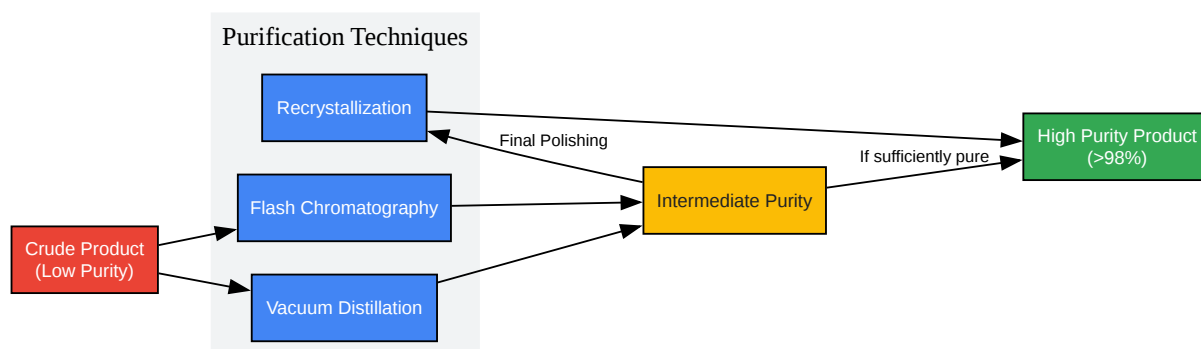 Purification Techniques
Recrystallization
Final Polishing
High Purity Product
(>98%)
If sufficiently pure
Flash Chromatography
Intermediate Purity
Crude Product
(Low Purity)
Vacuum Distillation